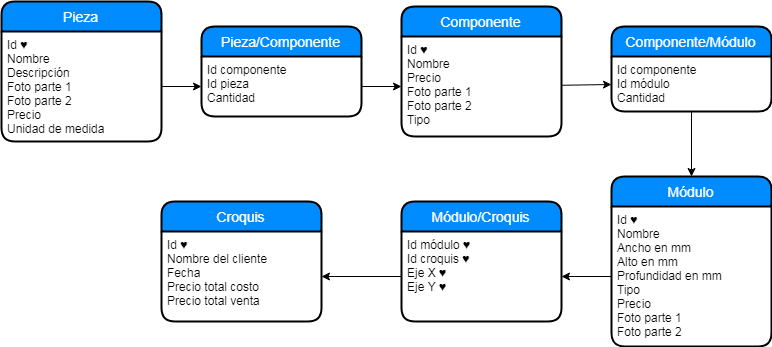 Pieza
Id ♥
Nombre
Descripción
Foto parte 1
Foto parte 2
Precio
Unidad de medida
Pieza/Componente
Id componente
Id pieza
Cantidad
Componente
Id ♥
Nombre
Precio
Foto parte 1
Foto parte 2
Tipo
Componente/Módulo
Id componente
Id módulo
Cantidad
Módulo
Id ♥
Nombre
Ancho en mm
Alto en mm
Profundidad en mm
Tipo
Precio
Foto parte 1
Foto parte 2
Módulo/Croquis
Id módulo ♥
Id croquis ♥
Eje X ♥
Eje Y ♥
Croquis
Id ♥
Nombre del cliente
Fecha
Precio total costo
Precio total venta